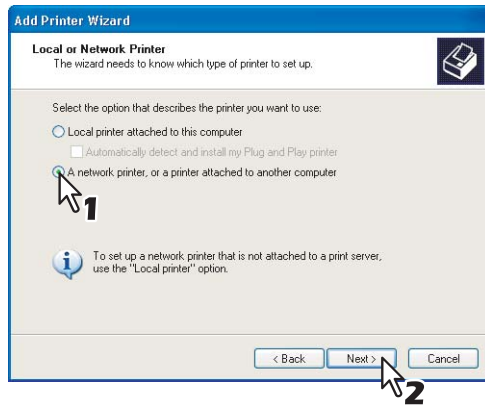 Add Printer Wizard
Local or Network Printer
The wizard needs to know which type of printer to set up.
Select the option that describes the printer you want to use:
Local printer attached to this computer
Automatically detect and install my Plug and Play printer
A network printer, or a printer attached to another computer
1
To set up a network printer that is not attached to a print server,
use the "Local printer" option.
< Back
Next >
Cancel
2